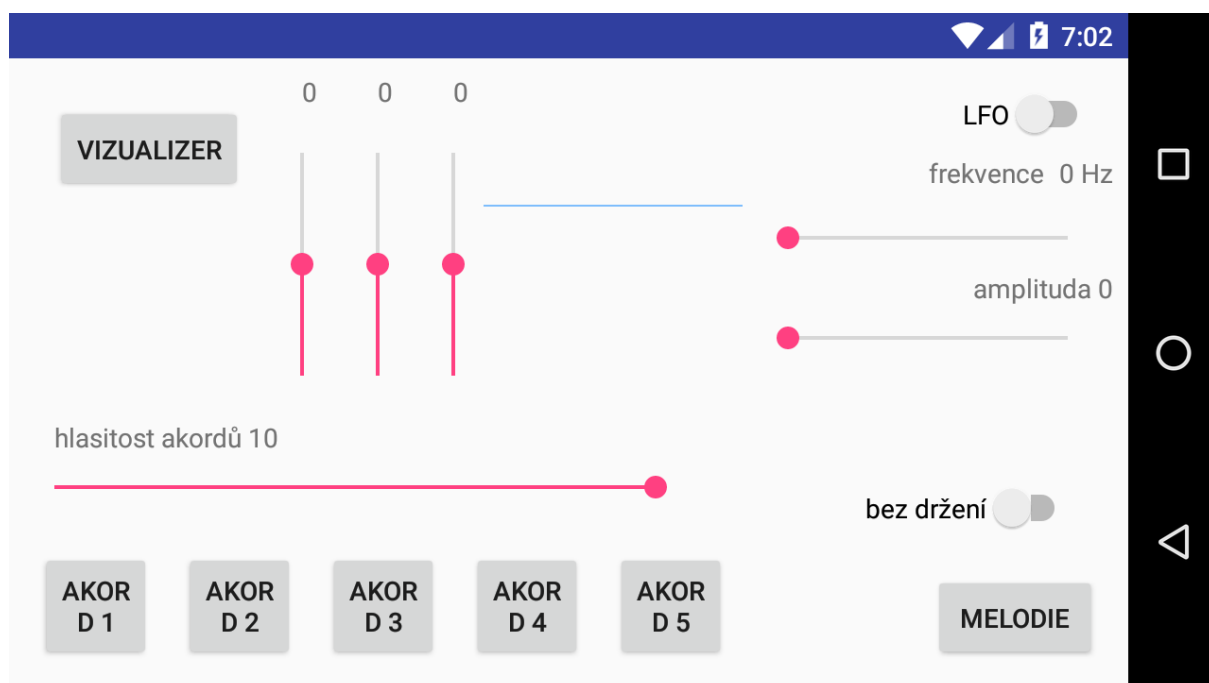 7:02
0 0 0
LFO
VIZUALIZER
frekvence 0 Hz
amplituda 0
hlasitost akordů 10
bez držení
AKOR
D 1
AKOR
D 2
AKOR
D 3
AKOR
D 4
AKOR
D 5
MELODIE